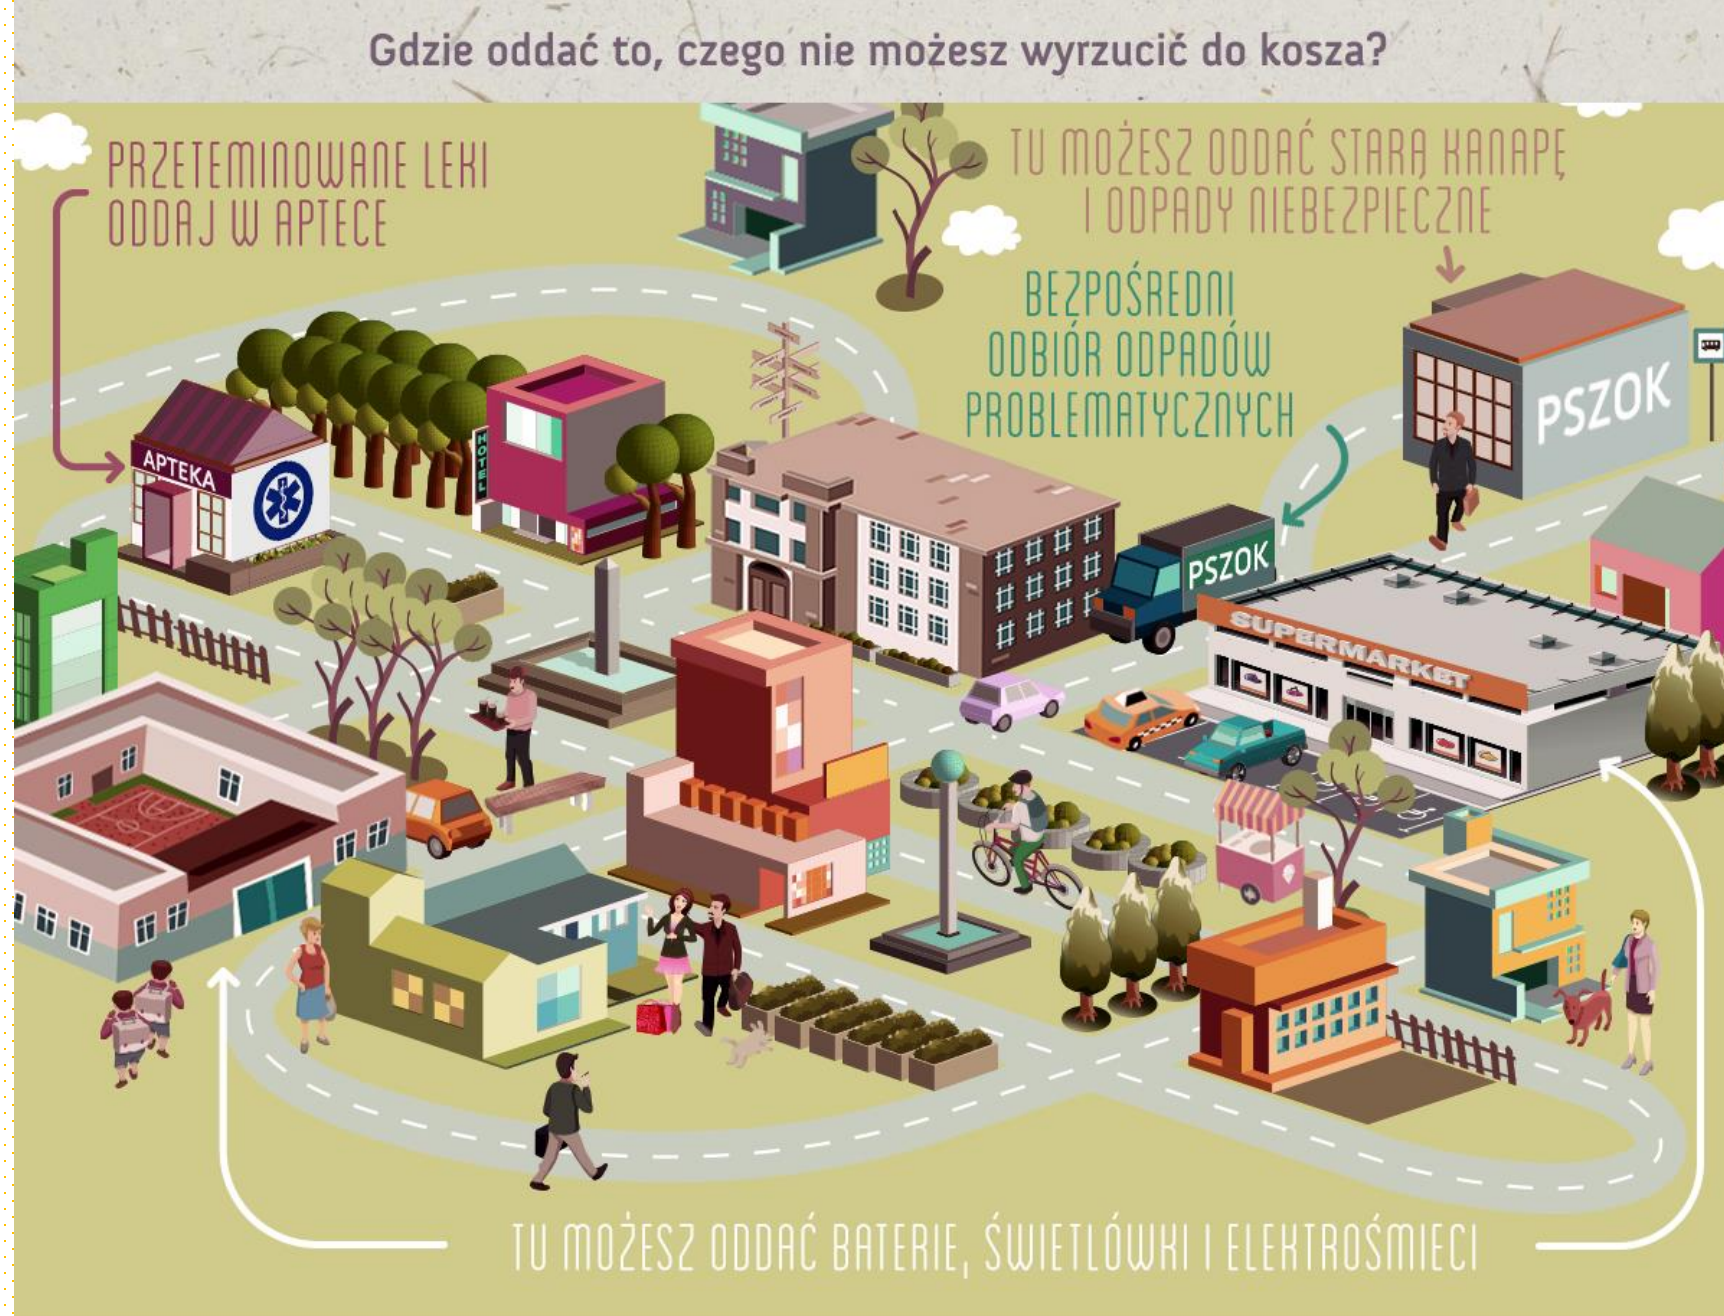 Gdzie oddać to, czego nie możesz wyrzucić do kosza?
PRZETEMINOWANE LEKI
ODDAJ W APTECE
TU MOŻESZ ODDAĆ STARĄ KANAPĘ
I ODPADY NIEBEZPIECZNE
BEZPOŚREDNI
ODBIÓR ODPADÓW
PROBLEMATYCZNYCH
PSZOK
APTEKA
HOTEL
PSZOK
SUPERMARKET
TU MOŻESZ ODDAĆ BATERIE, ŚWIETLÓWKI I ELEKTROŚMIECI